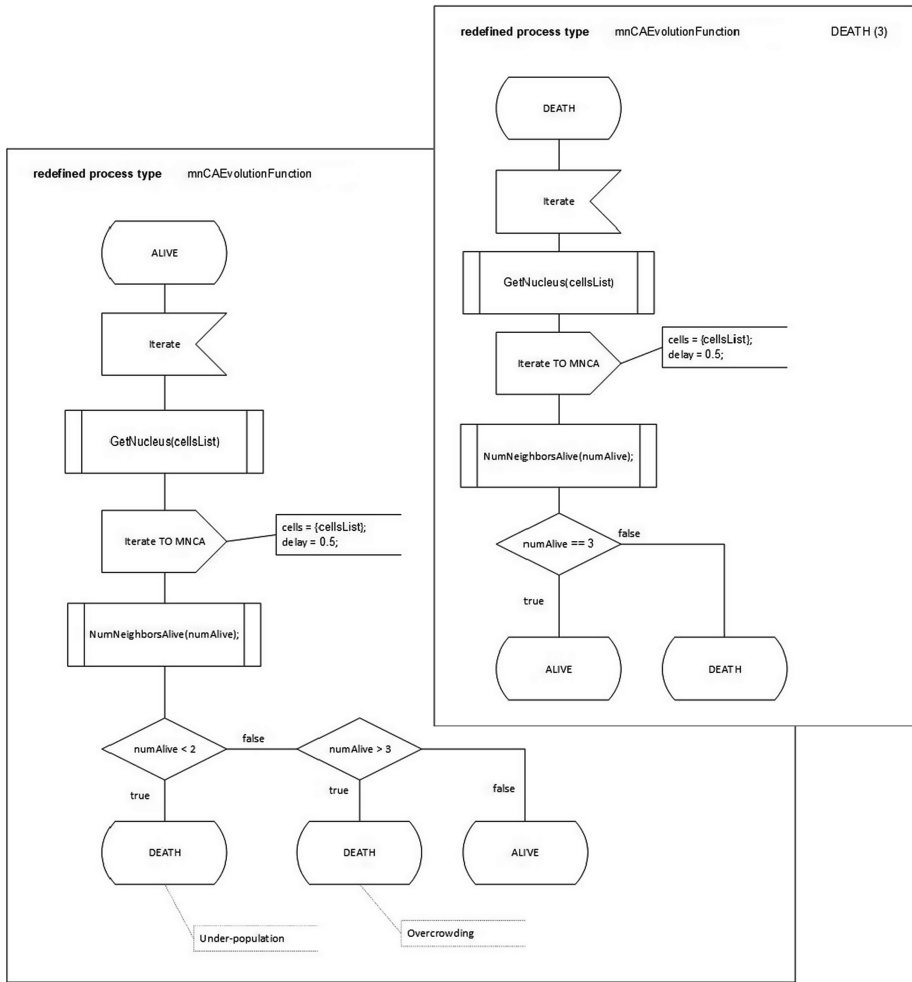 redefined process type mnCAEvolutionFunction DEATH (3)
DEATH
Iterate
GetNucleus(cellsList)
Iterate TO MNCA
cells = {cellsList};
delay = 0.5;
NumNeighborsAlive(numAlive);
numAlive == 3
false
true
ALIVE
DEATH
redefined process type mnCAEvolutionFunction
ALIVE
Iterate
GetNucleus(cellsList)
Iterate TO MNCA
cells = {cellsList};
delay = 0.5;
NumNeighborsAlive(numAlive);
numAlive < 2
false
numAlive > 3
true
true
false
DEATH
DEATH
ALIVE
Under-population
Overcrowding